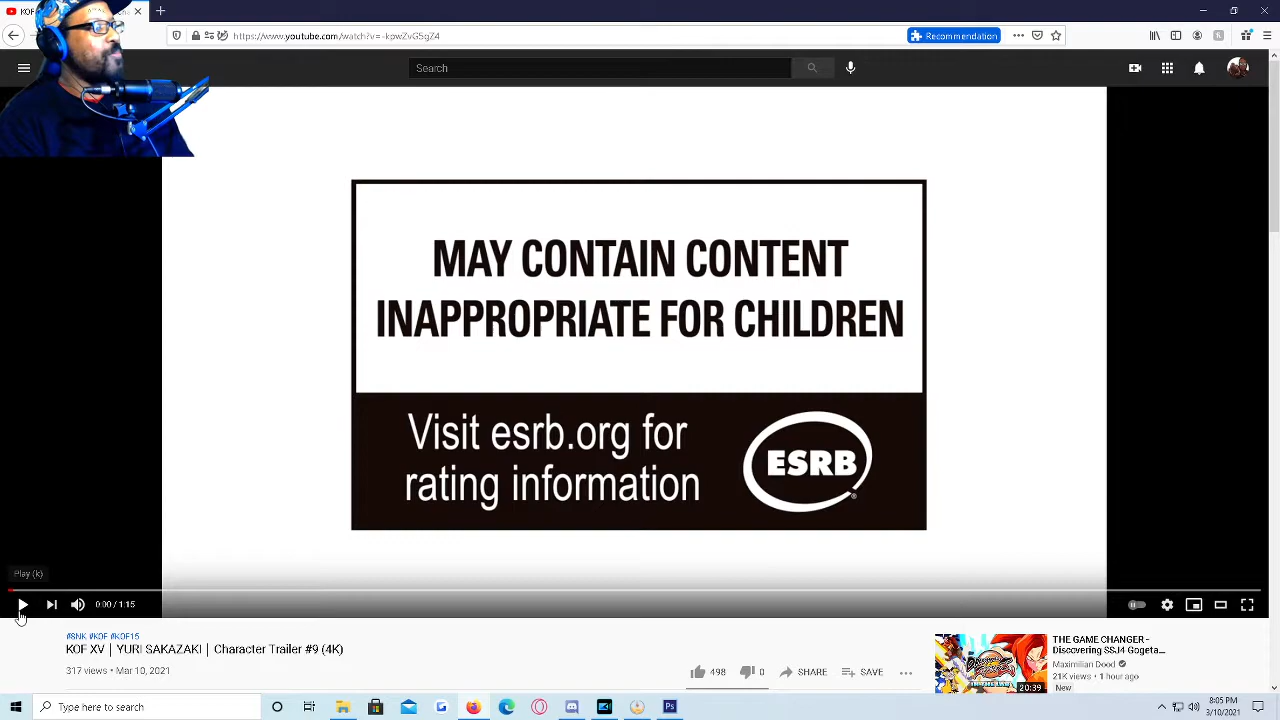 KOF
https://www.youtube.com/watch?v=-kpwZvG5gZ4
Recommendation
Search
MAY CONTAIN CONTENT
INAPPROPRIATE FOR CHILDREN
Visit esrb.org for
rating information
ESRB
®
Play (k)
0:00 / 1:15
#SNK #KOF #KOF15
KOF XV | YURI SAKAZAKI | Character Trailer #9 (4K)
317 views • Mar 10, 2021
498
0
SHARE
SAVE
THE GAME CHANGER -
Discovering SSJ4 Gogeta...
Maximilian Dood
21K views • 1 hour ago
New
20:39
Type here to search
8:05 PM
3/10/2021